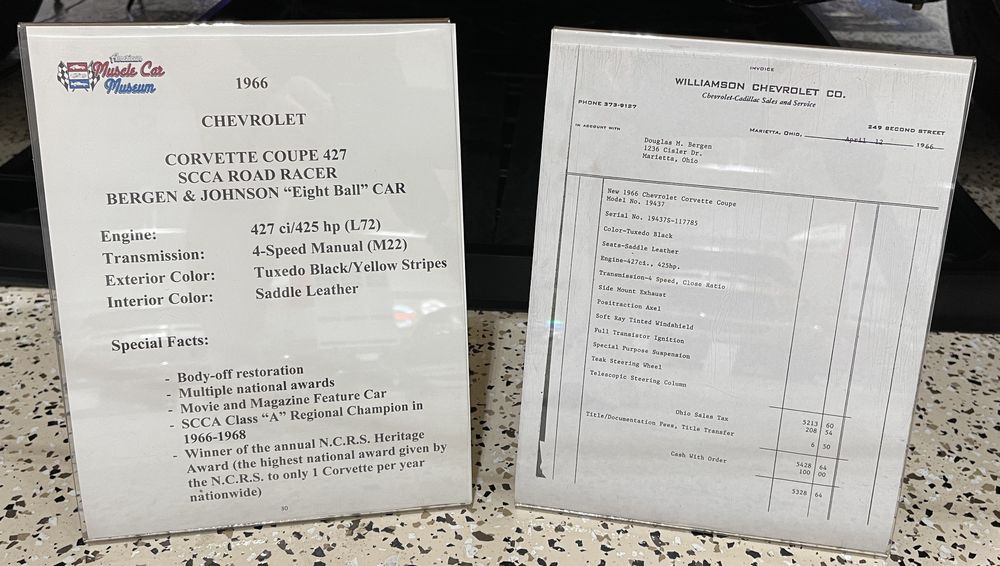 American
Muscle Car
Museum
1966
CHEVROLET
CORVETTE COUPE 427
SCCA ROAD RACER
BERGEN & JOHNSON “Eight Ball” CAR
Engine: 427 ci/425 hp (L72)
Transmission: 4-Speed Manual (M22)
Exterior Color: Tuxedo Black/Yellow Stripes
Interior Color: Saddle Leather
Special Facts:
- Body-off restoration
- Multiple national awards
- Movie and Magazine Feature Car
- SCCA Class “A” Regional Champion in
1966-1968
- Winner of the annual N.C.R.S. Heritage
Award (the highest national award given by
the N.C.R.S. to only 1 Corvette per year
nationwide)
30
INVOICE
WILLIAMSON CHEVROLET CO.
Chevrolet-Cadillac Sales and Service
PHONE 373-9127
249 SECOND STREET
MARIETTA, OHIO, April 12 1966
IN ACCOUNT WITH
Douglas M. Bergen
1236 Cisler Dr.
Marietta, Ohio
New 1966 Chevrolet Corvette Coupe
Model No. 19437
Serial No. 19437S-117785
Color-Tuxedo Black
Seats-Saddle Leather
Engine-427ci., 425hp.
Transmission-4 Speed, Close Ratio
Side Mount Exhaust
Positraction Axel
Soft Ray Tinted Windshield
Full Transistor Ignition
Special Purpose Suspension
Teak Steering Wheel
Telescopic Steering Column
5213 60
Ohio Sales Tax 208 54
Title/Documentation Fees, Title Transfer 6 50
5428 64
Cash With Order 100 00
5328 64